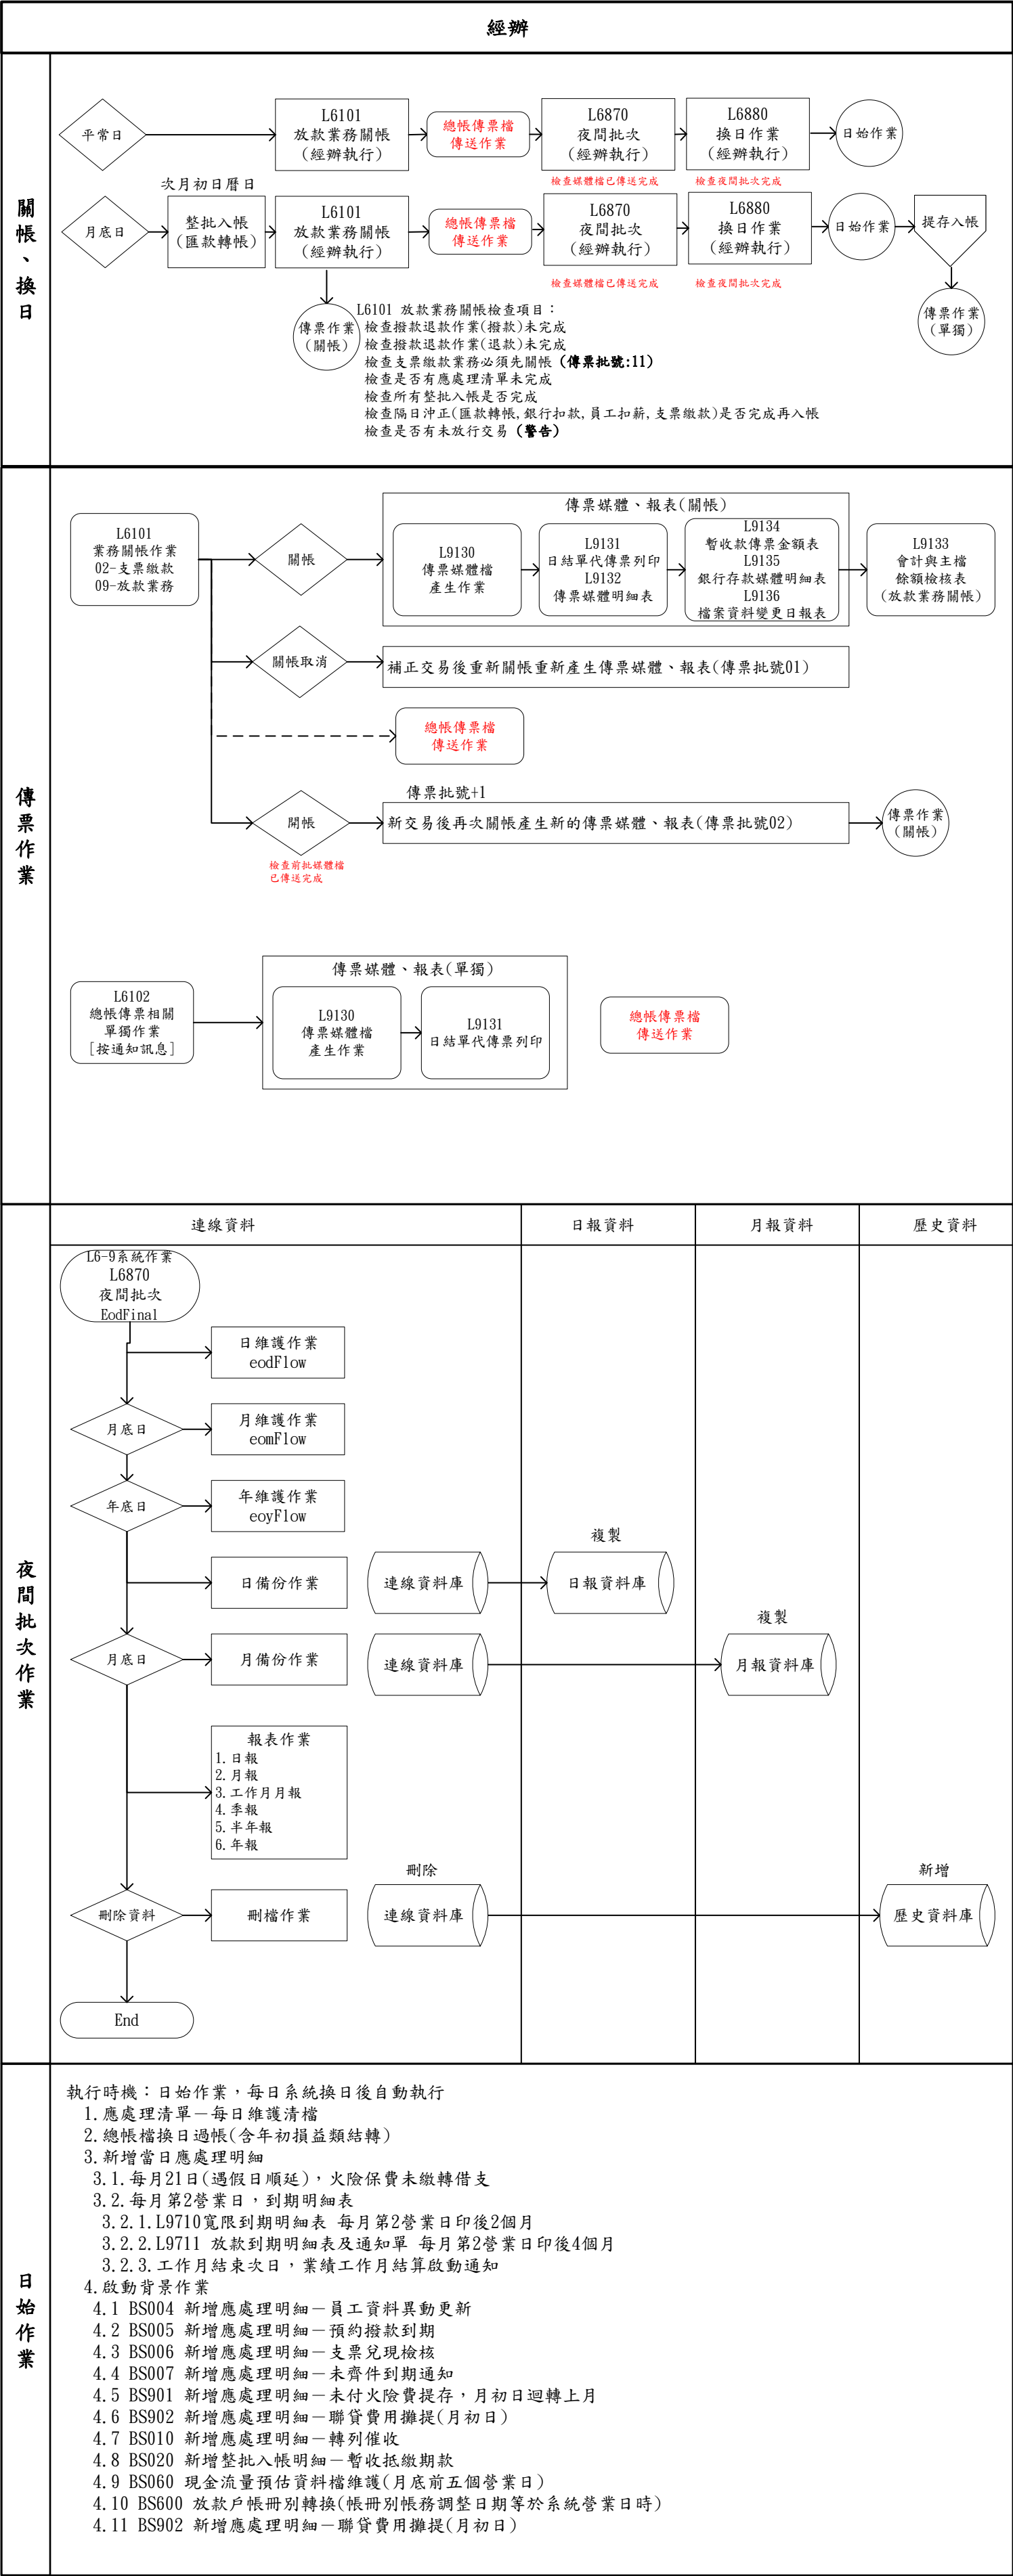 經辦
關帳、換日
平常日
L6101
放款業務關帳
(經辦執行)
總帳傳票檔
傳送作業
L6870
夜間批次
(經辦執行)
檢查媒體檔已傳送完成
L6880
換日作業
(經辦執行)
檢查夜間批次完成
日始作業
月底日
次月初日曆日
整批入帳
(匯款轉帳)
L6101
放款業務關帳
(經辦執行)
總帳傳票檔
傳送作業
L6870
夜間批次
(經辦執行)
檢查媒體檔已傳送完成
L6880
換日作業
(經辦執行)
檢查夜間批次完成
日始作業
提存入帳
傳票作業
(關帳)
傳票作業
(單獨)
L6101 放款業務關帳檢查項目：
檢查撥款退款作業(撥款)未完成
檢查撥款退款作業(退款)未完成
檢查支票繳款業務必須先關帳 (傳票批號:11)
檢查是否有應處理清單未完成
檢查所有整批入帳是否完成
檢查隔日沖正(匯款轉帳,銀行扣款,員工扣薪,支票繳款)是否完成再入帳
檢查是否有未放行交易 (警告)
傳票作業
L6101
業務關帳作業
02-支票繳款
09-放款業務
關帳
傳票媒體、報表(關帳)
L9130
傳票媒體檔
產生作業
L9131
日結單代傳票列印
L9132
傳票媒體明細表
L9134
暫收款傳票金額表
L9135
銀行存款媒體明細表
L9136
檔案資料變更日報表
L9133
會計與主檔
餘額檢核表
(放款業務關帳)
關帳取消
補正交易後重新關帳重新產生傳票媒體、報表(傳票批號01)
總帳傳票檔
傳送作業
開帳
檢查前批媒體檔
已傳送完成
傳票批號+1
新交易後再次關帳產生新的傳票媒體、報表(傳票批號02)
傳票作業
(關帳)
L6102
總帳傳票相關
單獨作業
[按通知訊息]
傳票媒體、報表(單獨)
L9130
傳票媒體檔
產生作業
L9131
日結單代傳票列印
總帳傳票檔
傳送作業
夜間批次作業
連線資料
日報資料
月報資料
歷史資料
L6-9系統作業
L6870
夜間批次
EodFinal
日維護作業
eodFlow
月底日
月維護作業
eomFlow
年底日
年維護作業
eoyFlow
日備份作業
連線資料庫
複製
日報資料庫
月底日
月備份作業
連線資料庫
複製
月報資料庫
報表作業
1.日報
2.月報
3.工作月月報
4.季報
5.半年報
6.年報
刪除資料
刪檔作業
刪除
連線資料庫
新增
歷史資料庫
End
日始作業
執行時機：日始作業，每日系統換日後自動執行
1.應處理清單－每日維護清檔
2.總帳檔換日過帳(含年初損益類結轉)
3.新增當日應處理明細
3.1.每月21日(遇假日順延)，火險保費未繳轉借支
3.2.每月第2營業日，到期明細表
3.2.1.L9710寬限到期明細表 每月第2營業日印後2個月
3.2.2.L9711 放款到期明細表及通知單 每月第2營業日印後4個月
3.2.3.工作月結束次日，業績工作月結算啟動通知
4.啟動背景作業
4.1 BS004 新增應處理明細－員工資料異動更新
4.2 BS005 新增應處理明細－預約撥款到期
4.3 BS006 新增應處理明細－支票兌現檢核
4.4 BS007 新增應處理明細－未齊件到期通知
4.5 BS901 新增應處理明細－未付火險費提存，月初日迴轉上月
4.6 BS902 新增應處理明細－聯貸費用攤提(月初日)
4.7 BS010 新增應處理明細－轉列催收
4.8 BS020 新增整批入帳明細－暫收抵繳期款
4.9 BS060 現金流量預估資料檔維護(月底前五個營業日)
4.10 BS600 放款戶帳冊別轉換(帳冊別帳務調整日期等於系統營業日時)
4.11 BS902 新增應處理明細－聯貸費用攤提(月初日)